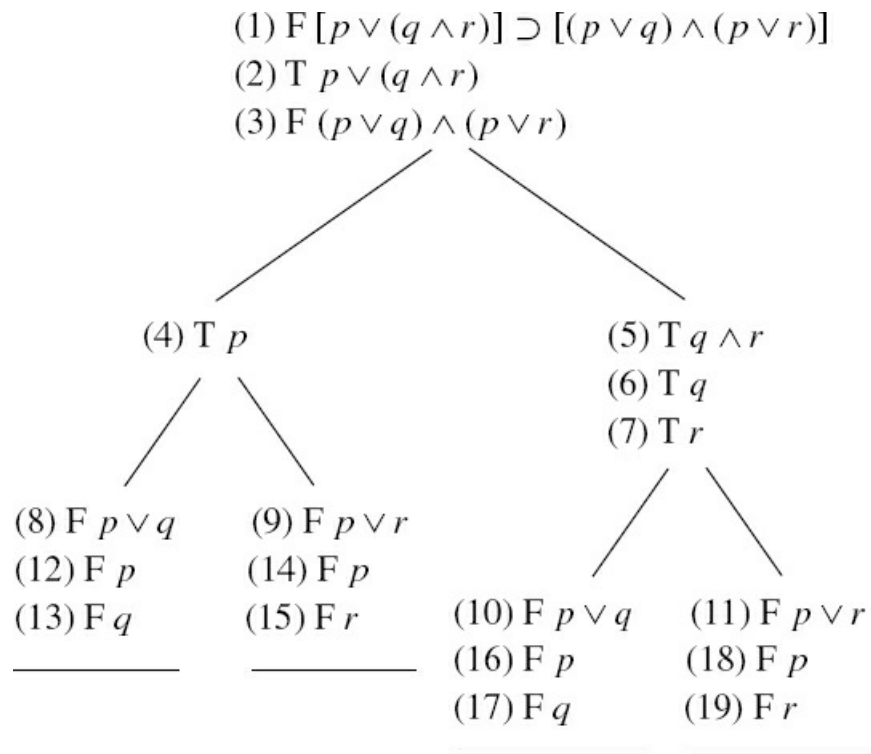 (1) F [p ∨ (q ∧ r)] ⊃ [(p ∨ q) ∧ (p ∨ r)]
(2) T p ∨ (q ∧ r)
(3) F (p ∨ q) ∧ (p ∨ r)
(4) T p
(5) T q ∧ r
(6) T q
(7) T r
(8) F p ∨ q
(12) F p
(13) F q
(9) F p ∨ r
(14) F p
(15) F r
(10) F p ∨ q
(16) F p
(17) F q
(11) F p ∨ r
(18) F p
(19) F r